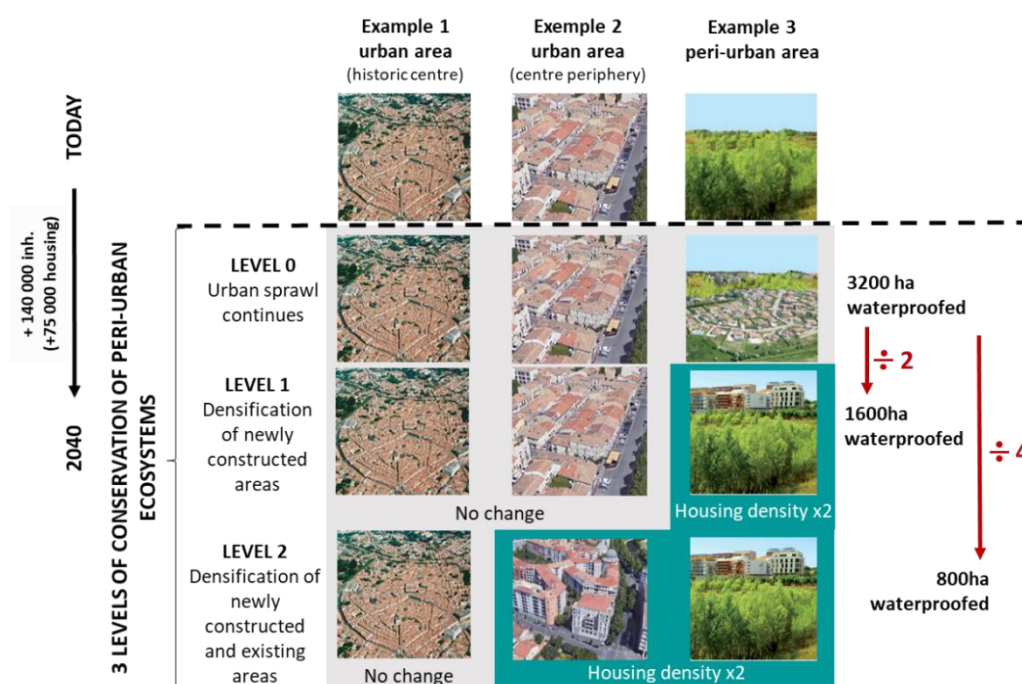 Example 1
urban area
(historic centre)
Exemple 2
urban area
(centre periphery)
Example 3
peri-urban area
TODAY
+ 140 000 inh.
(+75 000 housing)
2040
3 LEVELS OF CONSERVATION OF PERI-URBAN
ECOSYSTEMS
LEVEL 0
Urban sprawl
continues
3200 ha
waterproofed
÷ 2
LEVEL 1
Densification
of newly
constructed
areas
1600ha
waterproofed
÷ 4
No change
Housing density x2
LEVEL 2
Densification of
newly
constructed
and existing
areas
800ha
waterproofed
No change
Housing density x2